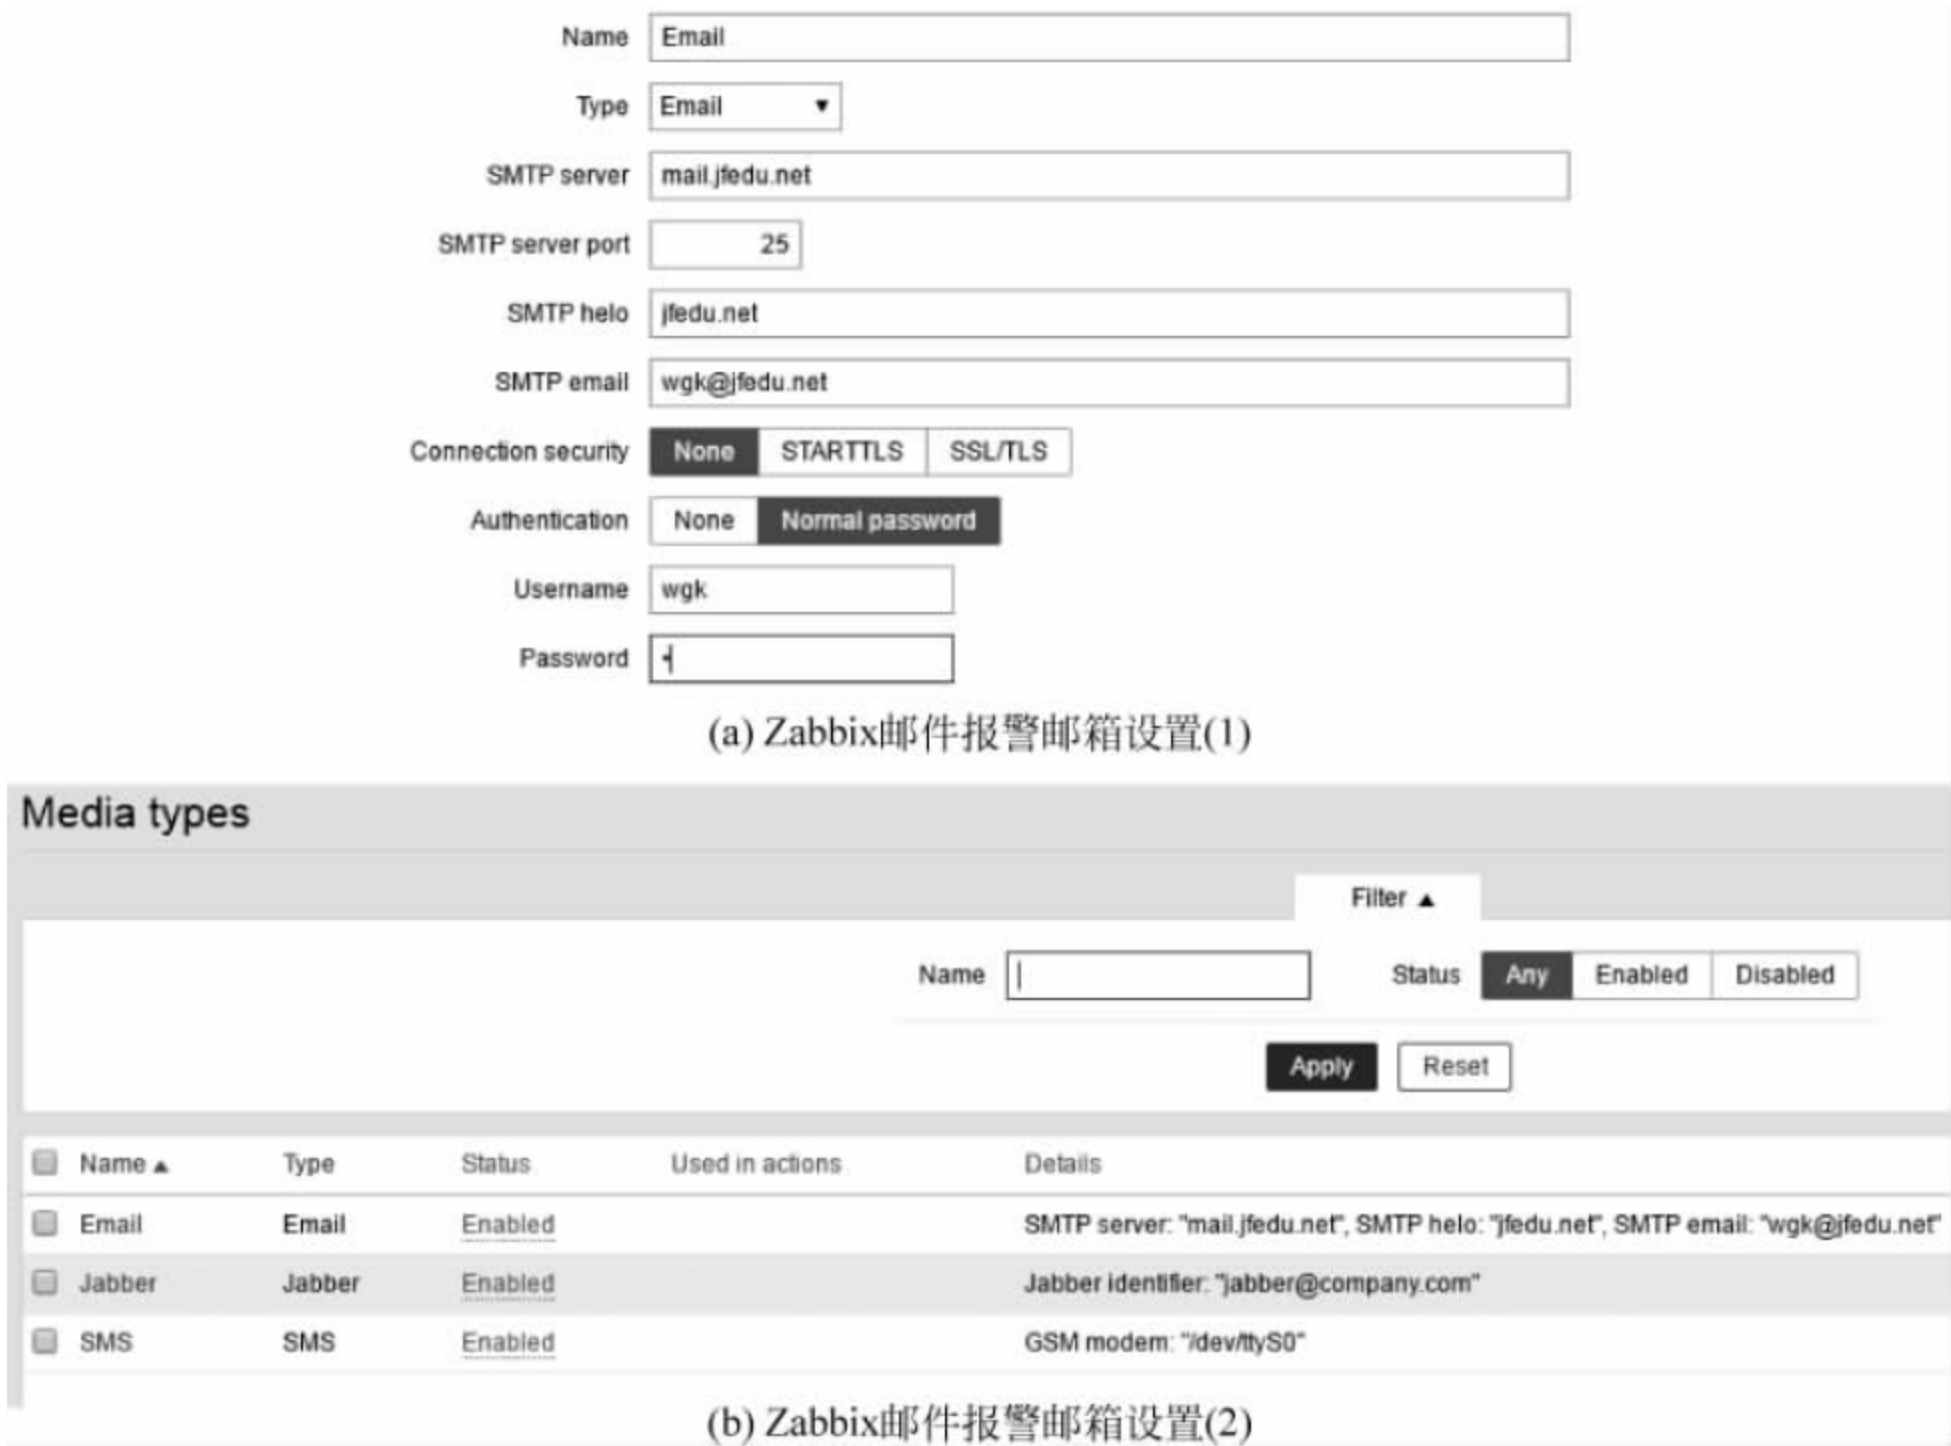 Name Email
Type Email ▼
SMTP server mail.jfedu.net
SMTP server port 25
SMTP helo jfedu.net
SMTP email wgk@jfedu.net
Connection security None STARTTLS SSL/TLS
Authentication None Normal password
Username wgk
Password
(a) Zabbix邮件报警邮箱设置(1)
Media types
Filter ▲
Name Status Any Enabled Disabled
Apply Reset
Name ▲ Type Status Used in actions Details
Email Email Enabled SMTP server: "mail.jfedu.net", SMTP helo: "jfedu.net", SMTP email: "wgk@jfedu.net"
Jabber Jabber Enabled Jabber identifier: "jabber@company.com"
SMS SMS Enabled GSM modem: "/dev/ttyS0"
(b) Zabbix邮件报警邮箱设置(2)